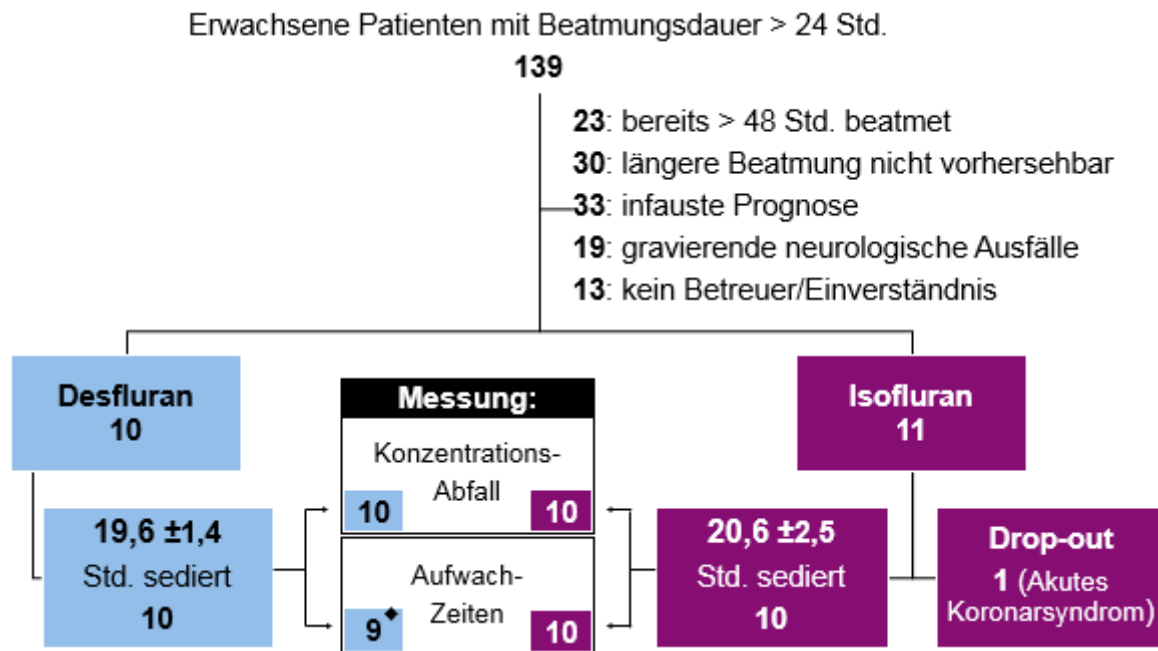 Erwachsene Patienten mit Beatmungsdauer > 24 Std.
139
23: bereits > 48 Std. beatmet
30: längere Beatmung nicht vorhersehbar
33: infauste Prognose
19: gravierende neurologische Ausfälle
13: kein Betreuer/Einverständnis
Desfluran
10
Messung:
Isofluran
11
Konzentrations-
Abfall
10
10
19,6 ±1,4
Std. sediert
10
20,6 ±2,5
Std. sediert
10
Drop-out
1 (Akutes
Koronarsyndrom)
Aufwach-
Zeiten
9◆
10